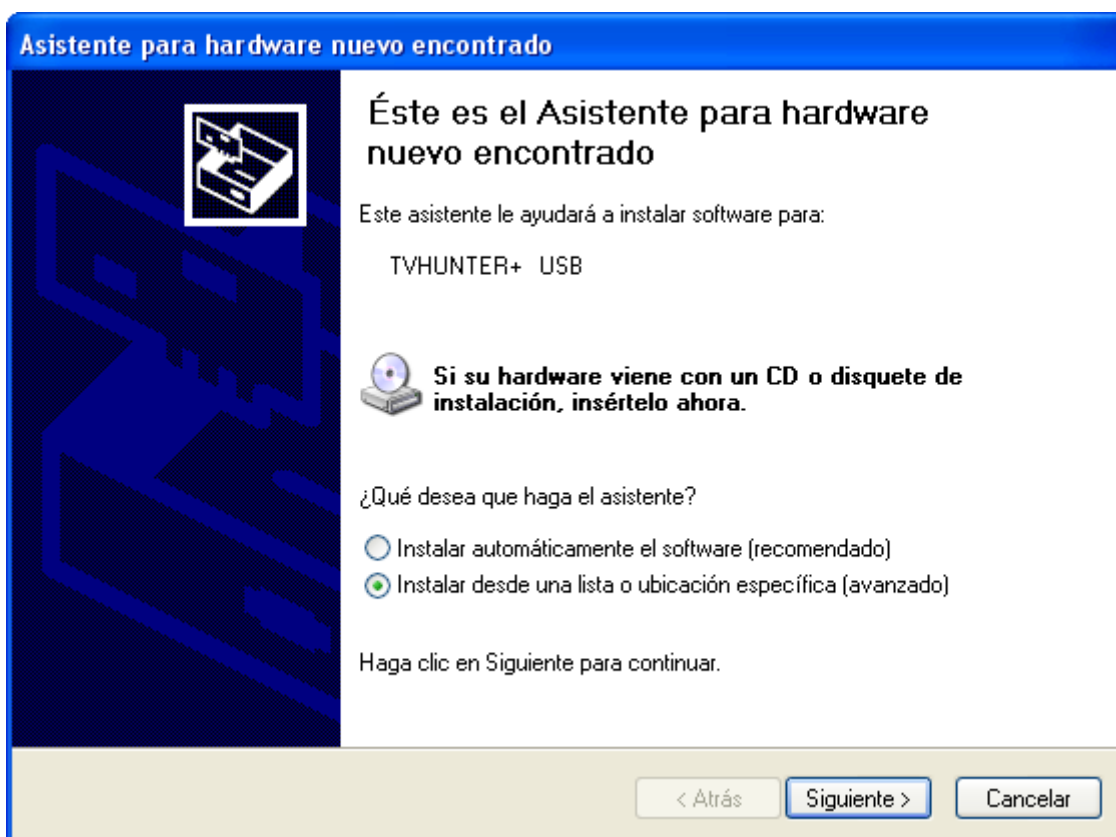 Asistente para hardware nuevo encontrado
Éste es el Asistente para hardware
nuevo encontrado
Este asistente le ayudará a instalar software para:
TVHUNTER+ USB
Si su hardware viene con un CD o disquete de
instalación, insértelo ahora.
¿Qué desea que haga el asistente?
Instalar automáticamente el software (recomendado)
Instalar desde una lista o ubicación específica (avanzado)
Haga clic en Siguiente para continuar.
< Atrás
Siguiente >
Cancelar